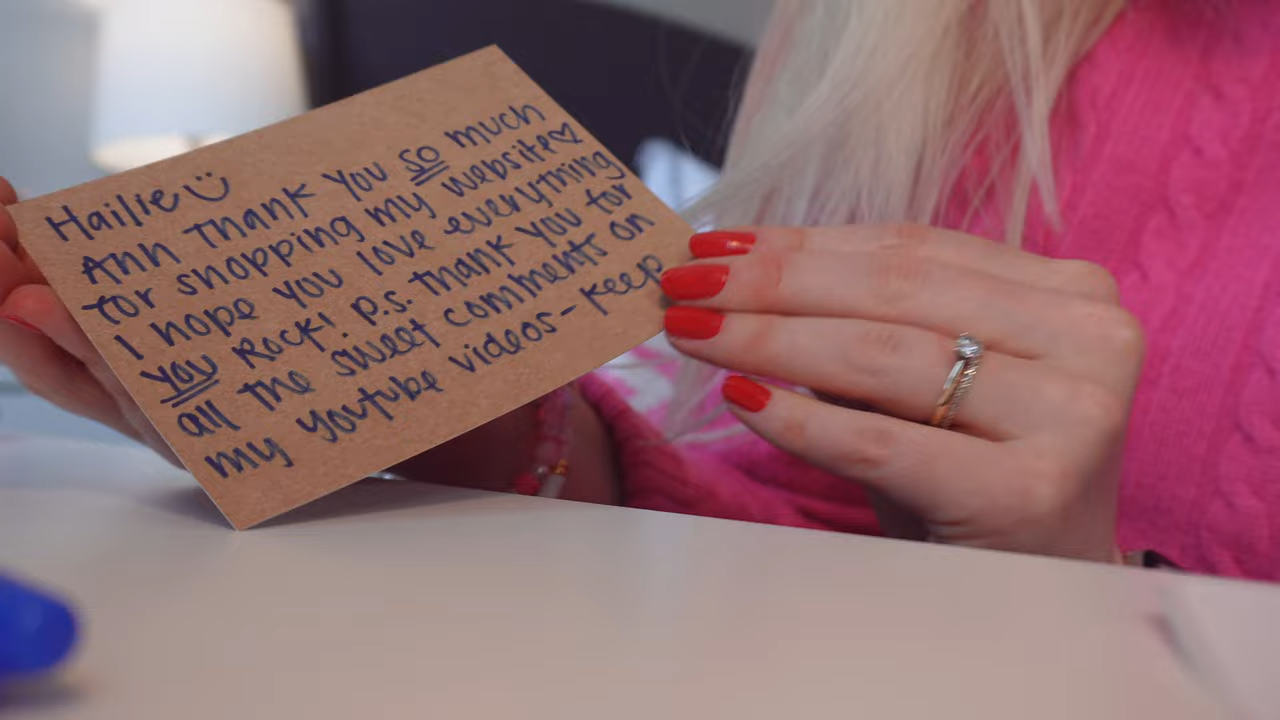 Hailie
Ahh thank you so much
for shopping my website♡
I hope you love everything
you Rock! p.s. thank you for
all the sweet comments on
my youtube videos- keep